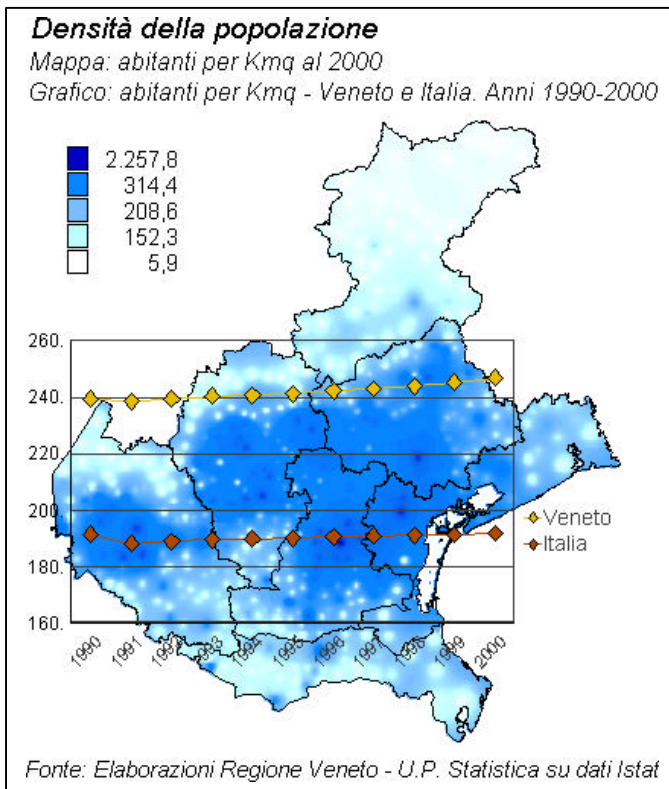 Densità della popolazione
Mappa: abitanti per Kmq al 2000
Grafico: abitanti per Kmq - Veneto e Italia. Anni 1990-2000
2.257,8
314,4
208,6
152,3
5,9
260.
240.
220.
200.
180.
160.
Veneto
Italia
1990 1991 1992 1993 1994 1995 1996 1997 1998 1999 2000
Fonte: Elaborazioni Regione Veneto - U.P. Statistica su dati Istat